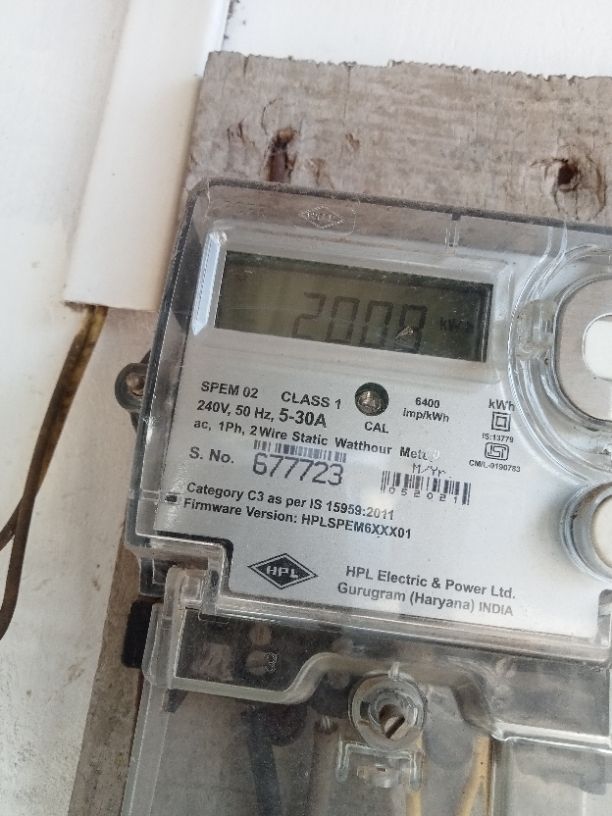 2000 kWh
SPEM 02 CLASS 1
6400
imp/kWh
kWh
240V, 50 Hz, 5-30A
CAL
IS:13779
ac, 1Ph, 2 Wire Static Watthour Meter
CM/L-9190783
S. No. 677723
M/Yr.
052021
Category C3 as per IS 15959:2011
Firmware Version: HPLSPEM6XXX01
HPL
HPL Electric & Power Ltd.
Gurugram (Haryana) INDIA